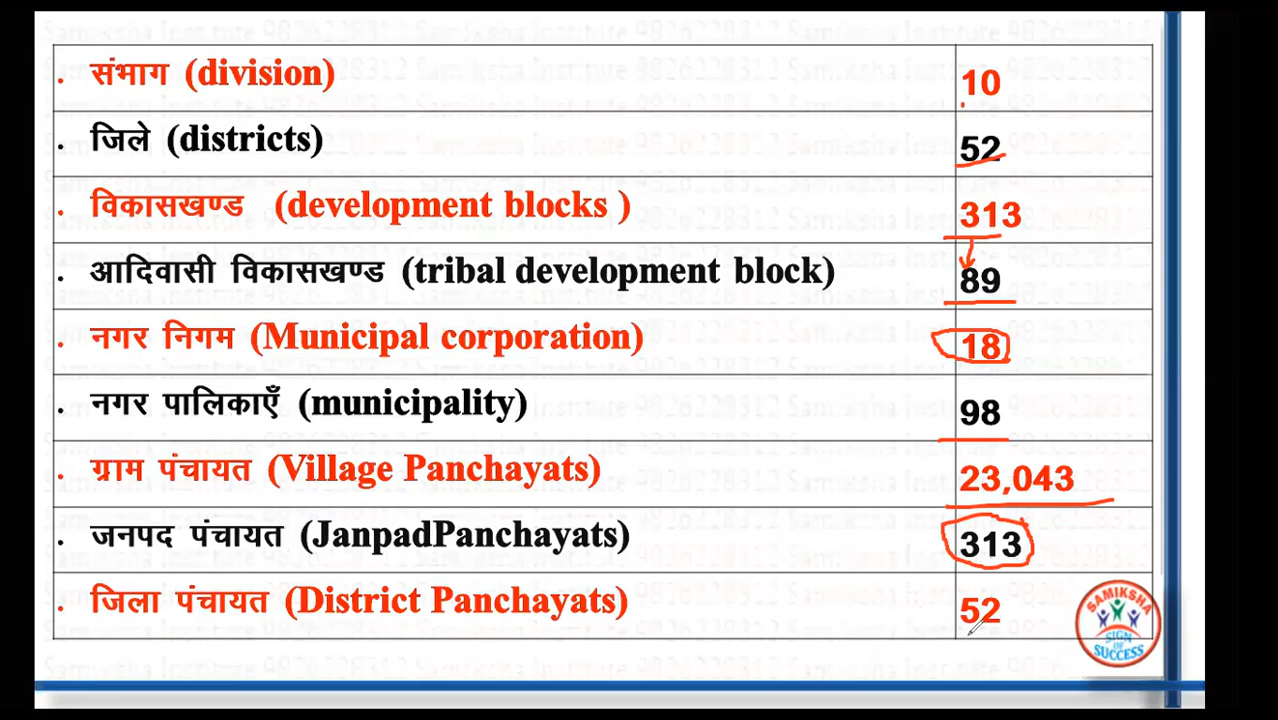 . संभाग (division) 10
. जिले (districts) 52
. विकासखण्ड (development blocks ) 313
. आदिवासी विकासखण्ड (tribal development block) 89
. नगर निगम (Municipal corporation) 18
. नगर पालिकाएँ (municipality) 98
. ग्राम पंचायत (Village Panchayats) 23,043
. जनपद पंचायत (JanpadPanchayats) 313
. जिला पंचायत (District Panchayats) 52
SAMIKSHA
SIGN
OF
SUCCESS